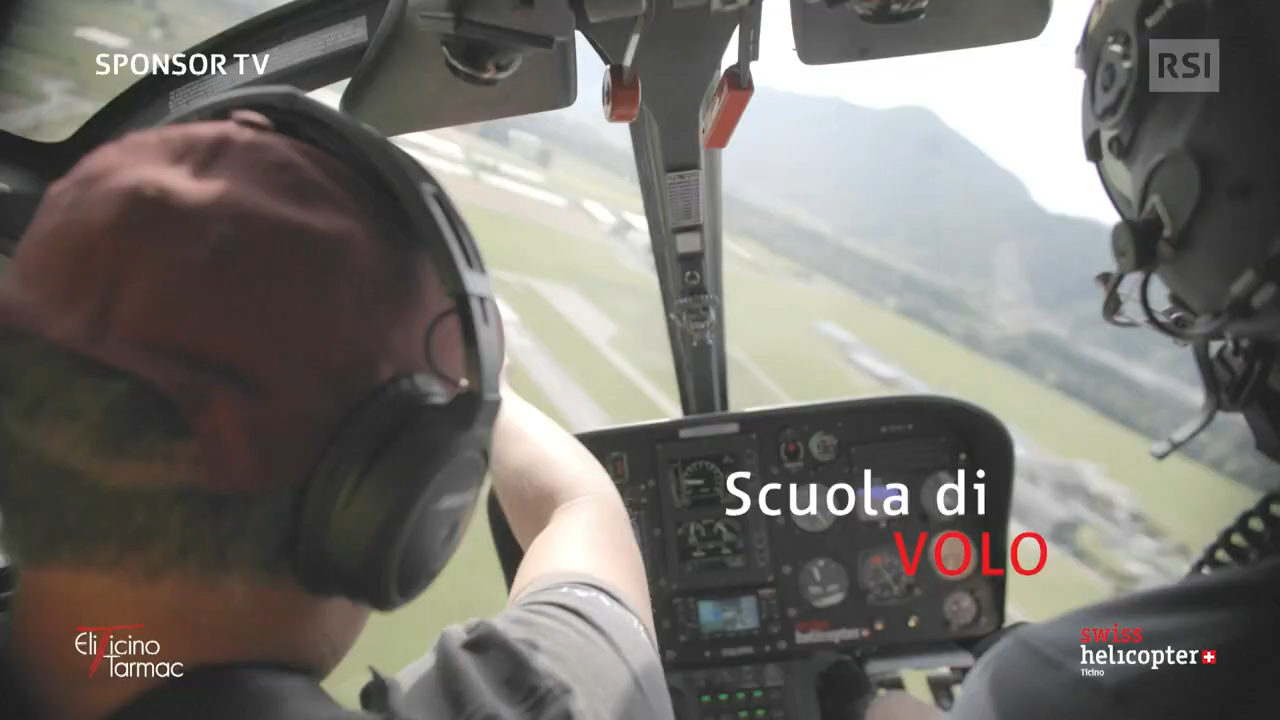 SPONSOR TV
RSI
Scuola di
VOLO
EliTicino
Tarmac
swiss
helicopter
Ticino
helicopter